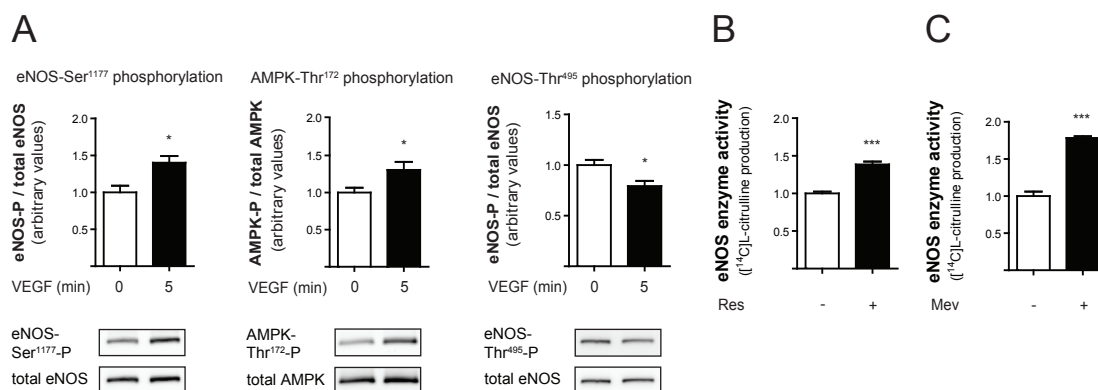 A
B
C
eNOS-Ser¹¹⁷⁷ phosphorylation
eNOS-P / total eNOS
(arbitrary values)
2.0
1.5
1.0
0.5
*
VEGF (min) 0 5
eNOS-
Ser¹¹⁷⁷-P
total eNOS
AMPK-Thr¹⁷² phosphorylation
AMPK-P / total AMPK
(arbitrary values)
2.0
1.5
1.0
0.5
*
VEGF (min) 0 5
AMPK-
Thr¹⁷²-P
total AMPK
eNOS-Thr⁴⁹⁵ phosphorylation
eNOS-P / total eNOS
(arbitrary values)
1.5
1.0
0.5
*
VEGF (min) 0 5
eNOS-
Thr⁴⁹⁵-P
total eNOS
eNOS enzyme activity
([¹⁴C]L-citrulline production)
2.0
1.5
1.0
0.5
***
Res - +
eNOS enzyme activity
([¹⁴C]L-citrulline production)
2.0
1.5
1.0
0.5
***
Mev - +